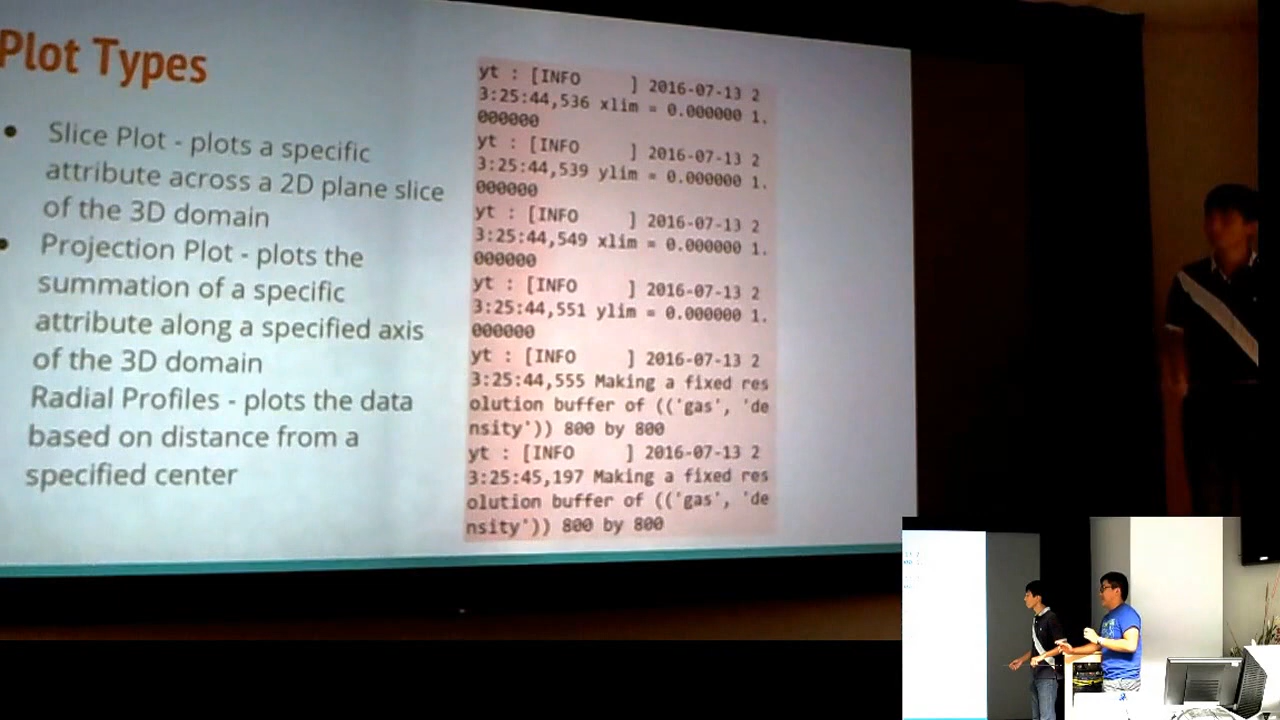 Plot Types
Slice Plot - plots a specific
attribute across a 2D plane slice
of the 3D domain
Projection Plot - plots the
summation of a specific
attribute along a specified axis
of the 3D domain
Radial Profiles - plots the data
based on distance from a
specified center
yt : [INFO ] 2016-07-13 2
3:25:44,536 xlim = 0.000000 1.
000000
yt : [INFO ] 2016-07-13 2
3:25:44,539 ylim = 0.000000 1.
000000
yt : [INFO ] 2016-07-13 2
3:25:44,549 xlim = 0.000000 1.
000000
yt : [INFO ] 2016-07-13 2
3:25:44,551 ylim = 0.000000 1.
000000
yt : [INFO ] 2016-07-13 2
3:25:44,555 Making a fixed res
olution buffer of (('gas', 'de
nsity')) 800 by 800
yt : [INFO ] 2016-07-13 2
3:25:45,197 Making a fixed res
olution buffer of (('gas', 'de
nsity')) 800 by 800